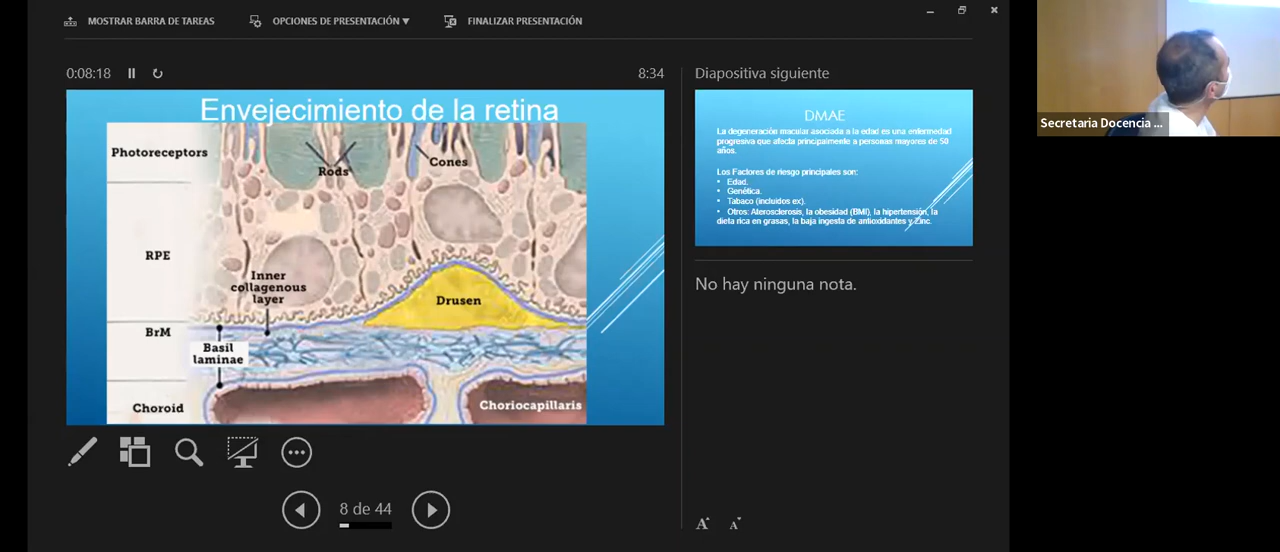 MOSTRAR BARRA DE TAREAS
OPCIONES DE PRESENTACIÓN
FINALIZAR PRESENTACIÓN
0:08:18
8:34
Envejecimiento de la retina
Photoreceptors
Rods
Cones
RPE
Inner
collagenous
layer
Drusen
BrM
Basil
laminae
Choroid
Choriocapillaris
8 de 44
Diapositiva siguiente
DMAE
La degeneración macular asociada a la edad es una enfermedad
progresiva que afecta principalmente a personas mayores de 50
años.
Los Factores de riesgo principales son:
• Edad.
• Genética.
• Tabaco (incluidos ex).
• Otros: Aterosclerosis, la obesidad (BMI), la hipertensión, la
dieta rica en grasas, la baja ingesta de antioxidantes y Zinc.
No hay ninguna nota.
A A
Secretaria Docencia ...